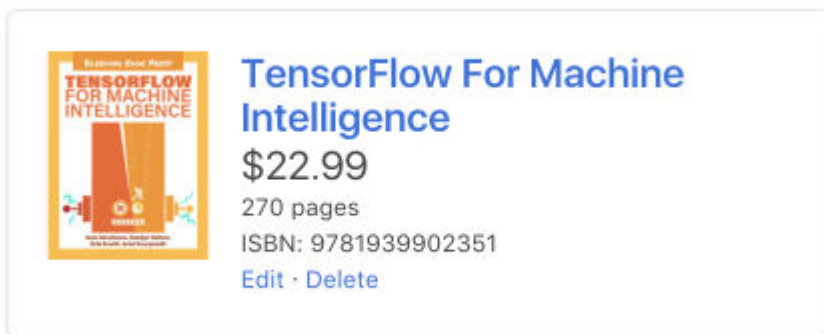 BLEEDING EDGE PRESS
TENSORFLOW
FOR MACHINE
INTELLIGENCE
TensorFlow For Machine
Intelligence
$22.99
270 pages
ISBN: 9781939902351
Edit · Delete